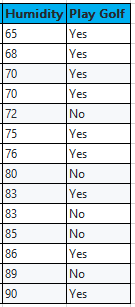 Humidity Play Golf
65 Yes
68 Yes
70 Yes
70 Yes
72 No
75 Yes
76 Yes
80 No
83 Yes
83 No
85 No
86 Yes
89 No
90 Yes